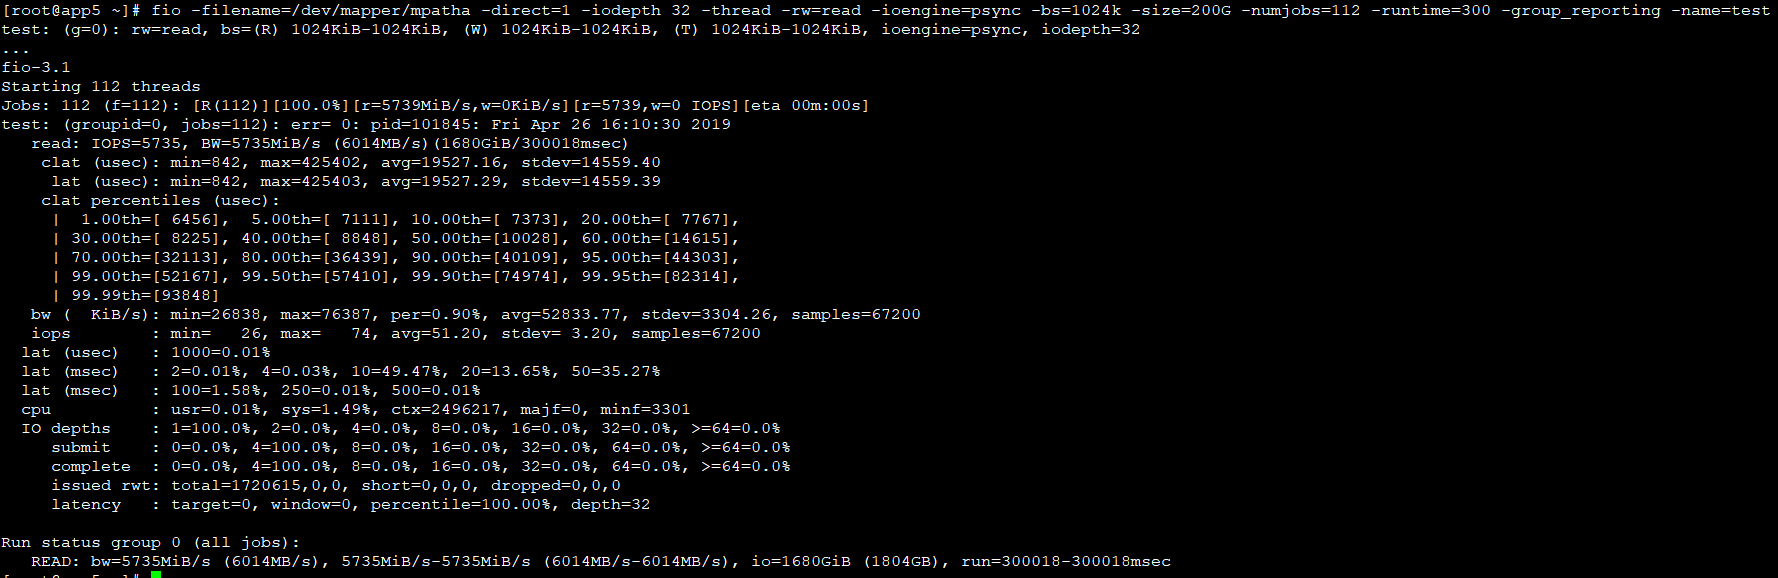 [root@app5 ~]# fio -filename=/dev/mapper/mpatha -direct=1 -iodepth 32 -thread -rw=read -ioengine=psync -bs=1024k -size=200G -numjobs=112 -runtime=300 -group_reporting -name=test
test: (g=0): rw=read, bs=(R) 1024KiB-1024KiB, (W) 1024KiB-1024KiB, (T) 1024KiB-1024KiB, ioengine=psync, iodepth=32
...
fio-3.1
Starting 112 threads
Jobs: 112 (f=112): [R(112)][100.0%][r=5739MiB/s,w=0KiB/s][r=5739,w=0 IOPS][eta 00m:00s]
test: (groupid=0, jobs=112): err= 0: pid=101845: Fri Apr 26 16:10:30 2019
   read: IOPS=5735, BW=5735MiB/s (6014MB/s)(1680GiB/300018msec)
    clat (usec): min=842, max=425402, avg=19527.16, stdev=14559.40
     lat (usec): min=842, max=425403, avg=19527.29, stdev=14559.39
    clat percentiles (usec):
     |  1.00th=[ 6456],  5.00th=[ 7111], 10.00th=[ 7373], 20.00th=[ 7767],
     | 30.00th=[ 8225], 40.00th=[ 8848], 50.00th=[10028], 60.00th=[14615],
     | 70.00th=[32113], 80.00th=[36439], 90.00th=[40109], 95.00th=[44303],
     | 99.00th=[52167], 99.50th=[57410], 99.90th=[74974], 99.95th=[82314],
     | 99.99th=[93848]
   bw (  KiB/s): min=26838, max=76387, per=0.90%, avg=52833.77, stdev=3304.26, samples=67200
   iops        : min=   26, max=   74, avg=51.20, stdev= 3.20, samples=67200
  lat (usec)   : 1000=0.01%
  lat (msec)   : 2=0.01%, 4=0.03%, 10=49.47%, 20=13.65%, 50=35.27%
  lat (msec)   : 100=1.58%, 250=0.01%, 500=0.01%
  cpu          : usr=0.01%, sys=1.49%, ctx=2496217, majf=0, minf=3301
  IO depths    : 1=100.0%, 2=0.0%, 4=0.0%, 8=0.0%, 16=0.0%, 32=0.0%, >=64=0.0%
     submit    : 0=0.0%, 4=100.0%, 8=0.0%, 16=0.0%, 32=0.0%, 64=0.0%, >=64=0.0%
     complete  : 0=0.0%, 4=100.0%, 8=0.0%, 16=0.0%, 32=0.0%, 64=0.0%, >=64=0.0%
     issued rwt: total=1720615,0,0, short=0,0,0, dropped=0,0,0
     latency   : target=0, window=0, percentile=100.00%, depth=32
Run status group 0 (all jobs):
   READ: bw=5735MiB/s (6014MB/s), 5735MiB/s-5735MiB/s (6014MB/s-6014MB/s), io=1680GiB (1804GB), run=300018-300018msec